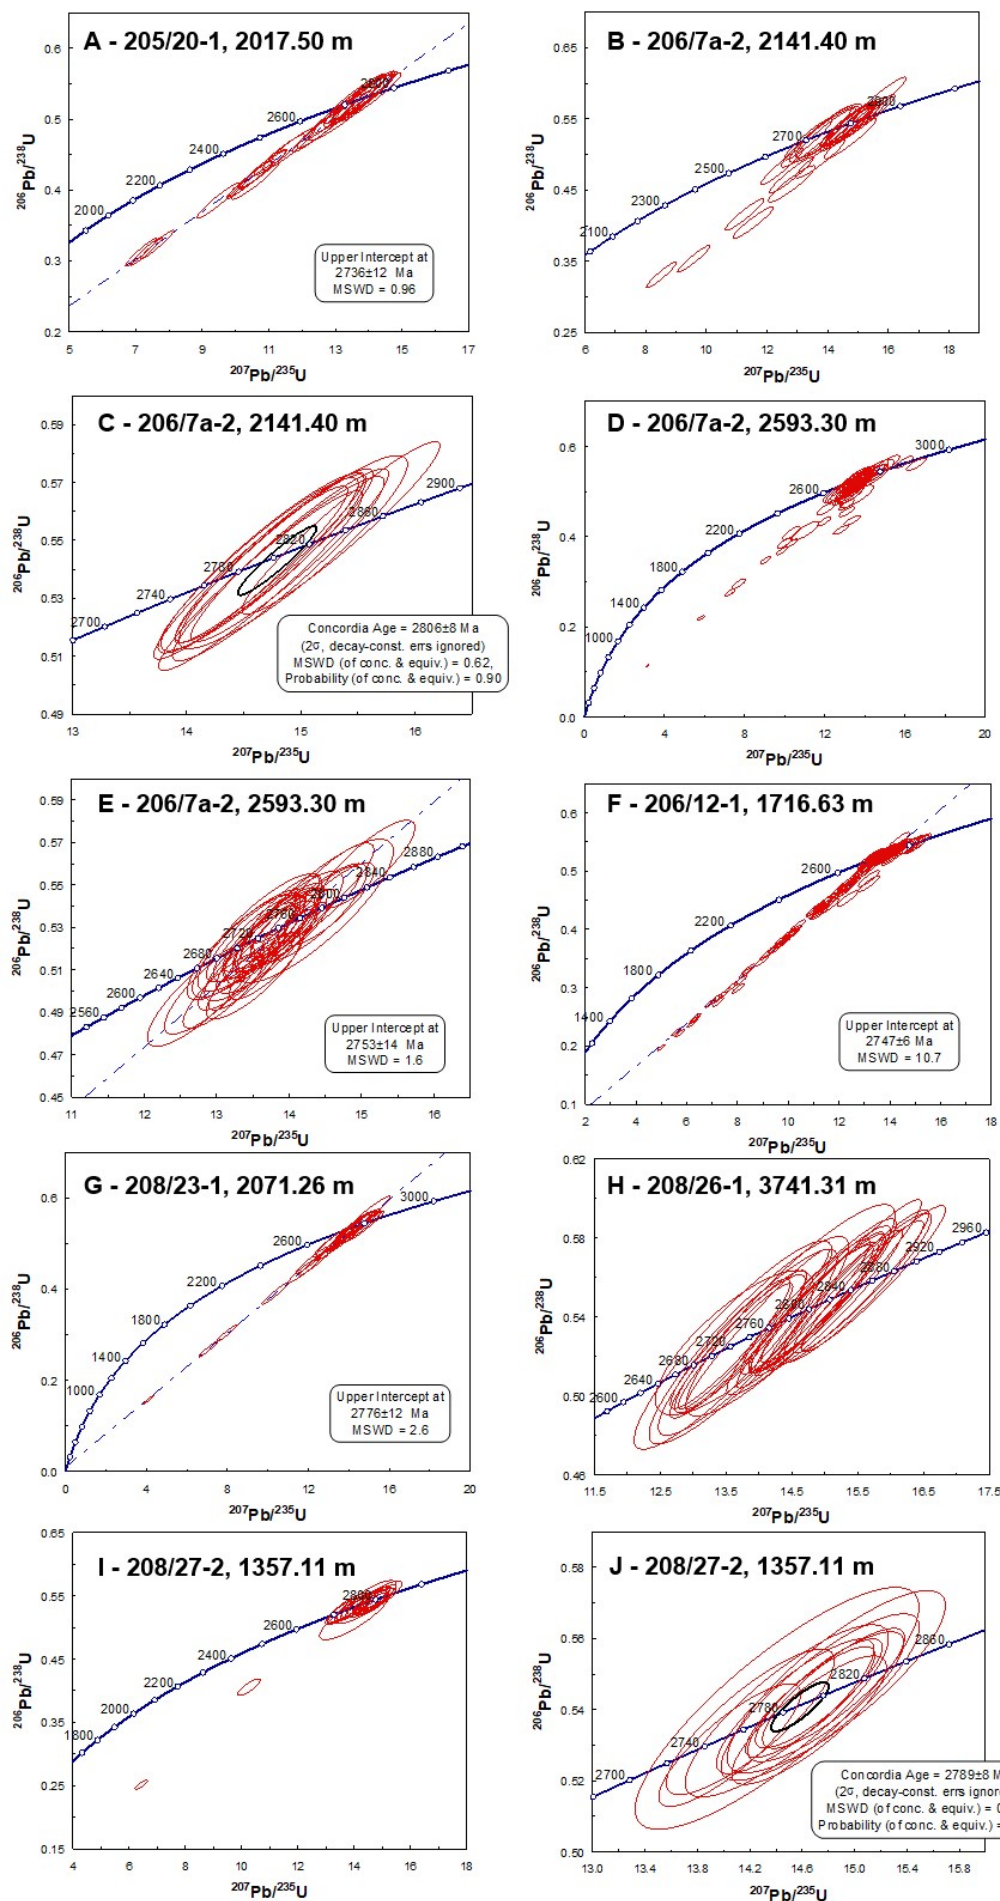 A - 205/20-1, 2017.50 m
206Pb/238U
0.6
0.5
0.4
0.3
0.2
2000
2200
2400
2600
2800
Upper Intercept at
2736±12 Ma
MSWD = 0.96
5 7 9 11 13 15 17
207Pb/235U
B - 206/7a-2, 2141.40 m
206Pb/238U
0.65
0.55
0.45
0.35
0.25
2100
2300
2500
2700
2900
6 8 10 12 14 16 18
207Pb/235U
C - 206/7a-2, 2141.40 m
206Pb/238U
0.59
0.57
0.55
0.53
0.51
0.49
2700
2740
2780
2820
2860
2900
Concordia Age = 2806±8 Ma
(2σ, decay-const. errs ignored)
MSWD (of conc. & equiv.) = 0.62,
Probability (of conc. & equiv.) = 0.90
13 14 15 16
207Pb/235U
D - 206/7a-2, 2593.30 m
206Pb/238U
0.6
0.4
0.2
0.0
1000
1400
1800
2200
2600
3000
0 4 8 12 16 20
207Pb/235U
E - 206/7a-2, 2593.30 m
206Pb/238U
0.59
0.57
0.55
0.53
0.51
0.49
0.47
0.45
2560
2600
2640
2680
2720
2760
2800
2840
2880
Upper Intercept at
2753±14 Ma
MSWD = 1.6
11 12 13 14 15 16
207Pb/235U
F - 206/12-1, 1716.63 m
206Pb/238U
0.6
0.5
0.4
0.3
0.2
0.1
1400
1800
2200
2600
Upper Intercept at
2747±6 Ma
MSWD = 10.7
2 4 6 8 10 12 14 16 18
207Pb/235U
G - 208/23-1, 2071.26 m
206Pb/238U
0.6
0.4
0.2
0.0
1000
1400
1800
2200
2600
3000
Upper Intercept at
2776±12 Ma
MSWD = 2.6
0 4 8 12 16 20
207Pb/235U
H - 208/26-1, 3741.31 m
206Pb/238U
0.62
0.58
0.54
0.50
0.46
2600
2640
2680
2720
2760
2800
2840
2880
2920
2960
11.5 12.5 13.5 14.5 15.5 16.5 17.5
207Pb/235U
I - 208/27-2, 1357.11 m
206Pb/238U
0.65
0.55
0.45
0.35
0.25
0.15
1800
2000
2200
2400
2600
2800
4 6 8 10 12 14 16 18
207Pb/235U
J - 208/27-2, 1357.11 m
206Pb/238U
0.58
0.56
0.54
0.52
0.50
2700
2740
2780
2820
2860
Concordia Age = 2789±8 M
(2σ, decay-const. errs ignore
MSWD (of conc. & equiv.) = 0
Probability (of conc. & equiv.) =
13.0 13.4 13.8 14.2 14.6 15.0 15.4 15.8
207Pb/235U